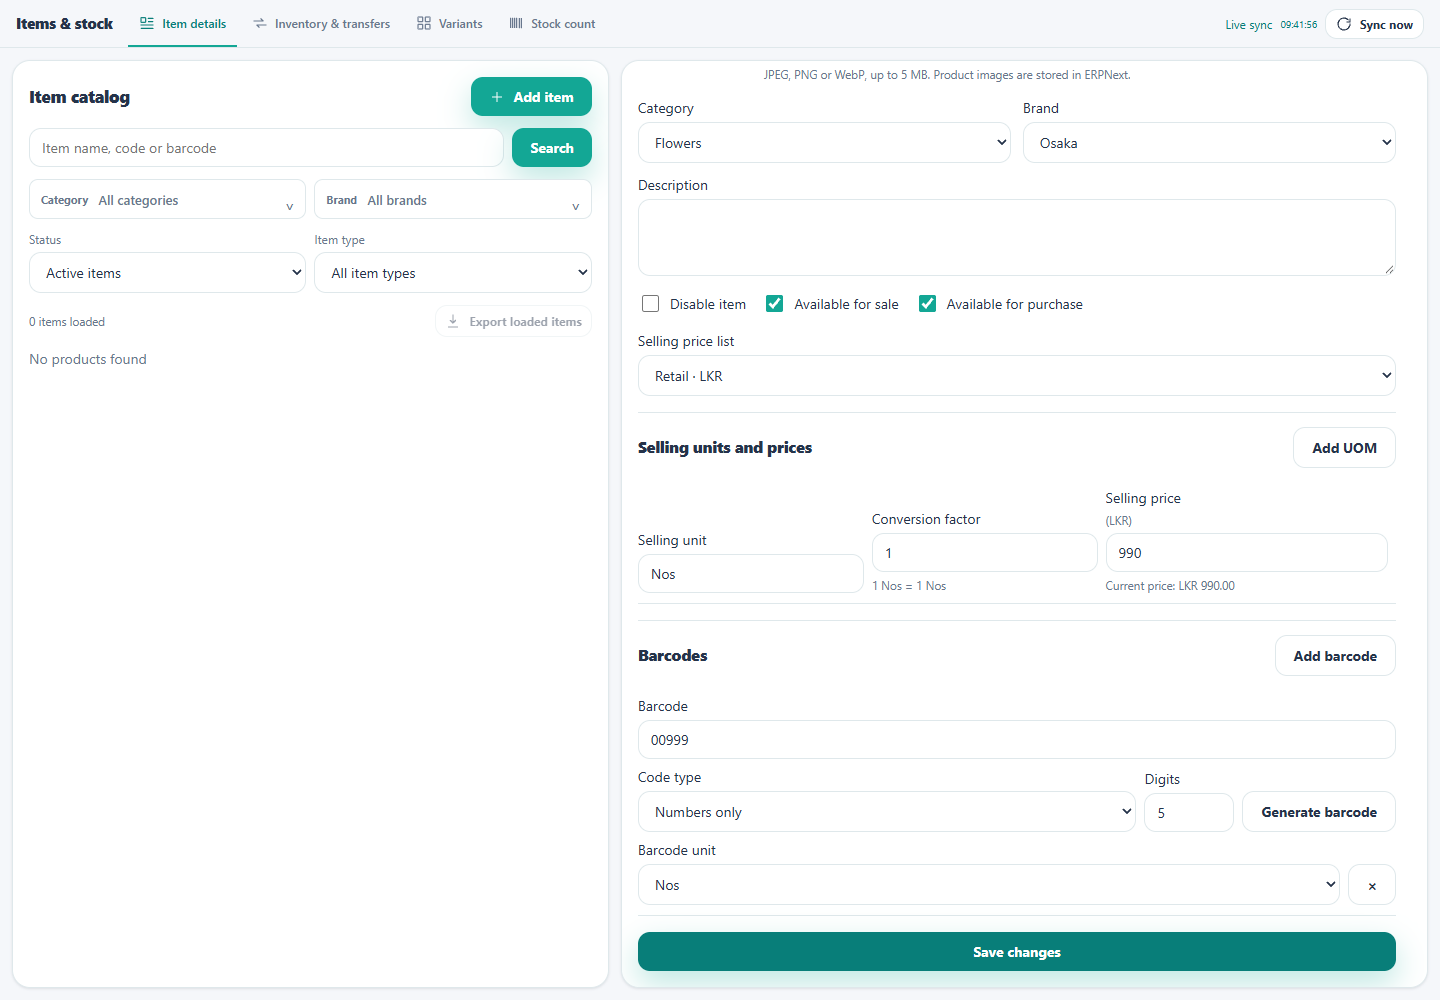 Items & stock
Item details
Inventory & transfers
Variants
Stock count
Live sync 09:41:56
Sync now
Item catalog
Add item
Item name, code or barcode
Search
Category All categories
Brand All brands
Status
Item type
Active items
All item types
0 items loaded
Export loaded items
No products found
JPEG, PNG or WebP, up to 5 MB. Product images are stored in ERPNext.
Category
Brand
Flowers
Osaka
Description
Disable item
Available for sale
Available for purchase
Selling price list
Retail · LKR
Selling units and prices
Add UOM
Selling unit
Nos
Conversion factor
1
1 Nos = 1 Nos
Selling price
(LKR)
990
Current price: LKR 990.00
Barcodes
Add barcode
Barcode
00999
Code type
Digits
Numbers only
5
Generate barcode
Barcode unit
Nos
×
Save changes